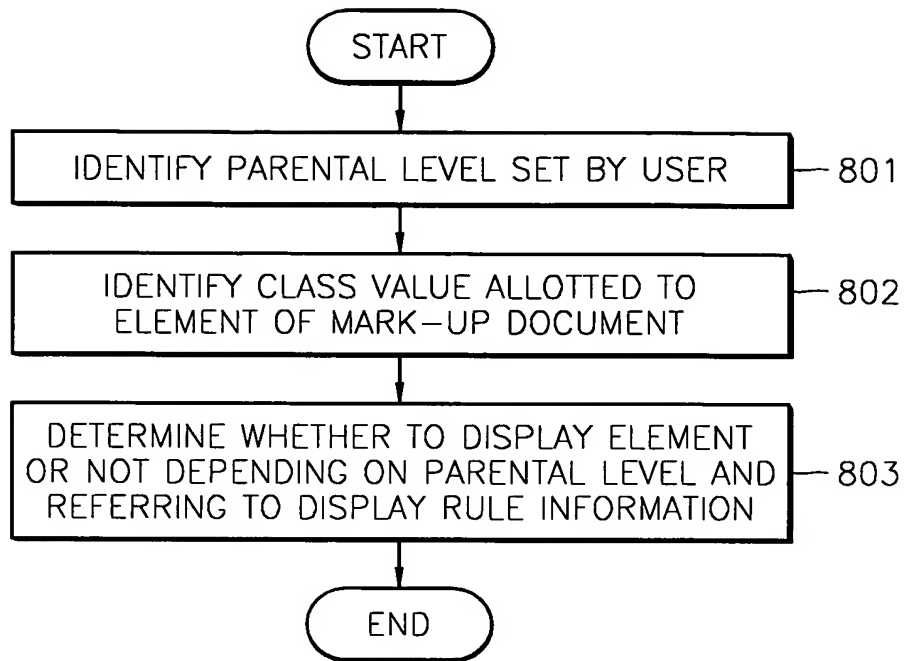 START
IDENTIFY PARENTAL LEVEL SET BY USER
801
IDENTIFY CLASS VALUE ALLOTTED TO
ELEMENT OF MARK-UP DOCUMENT
802
DETERMINE WHETHER TO DISPLAY ELEMENT
OR NOT DEPENDING ON PARENTAL LEVEL AND
REFERRING TO DISPLAY RULE INFORMATION
803
END